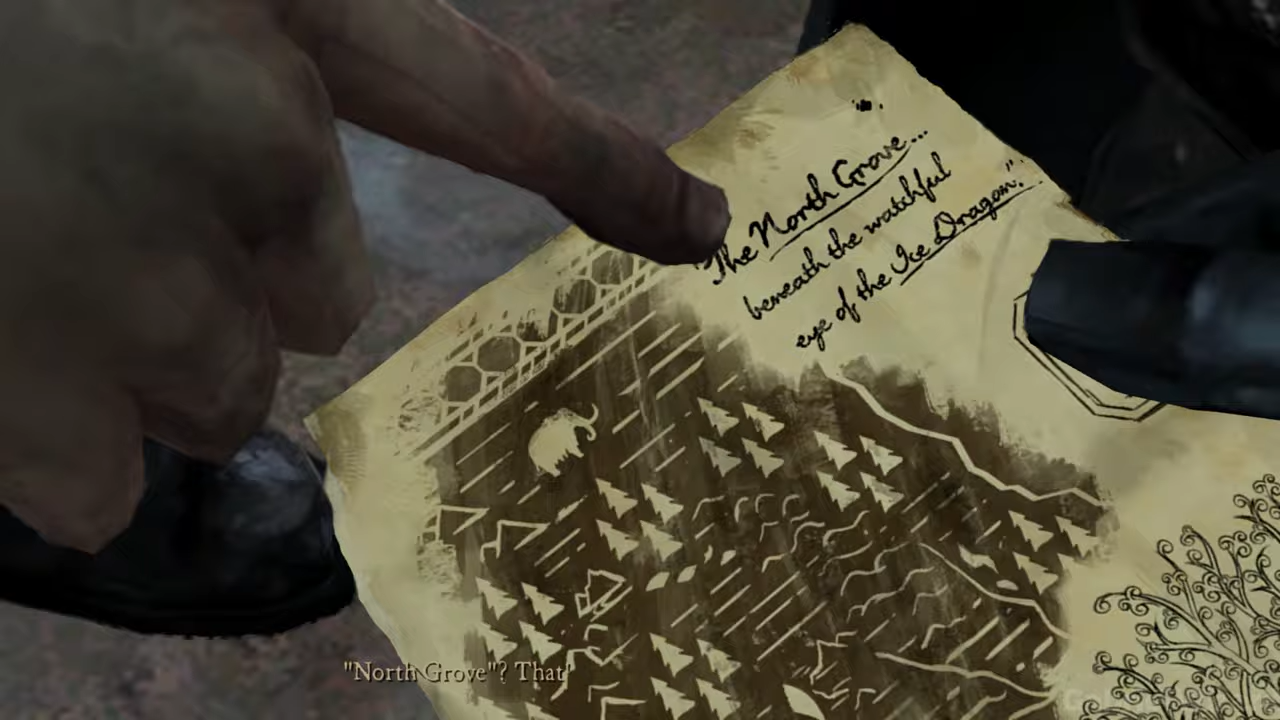 "The North Grove...
beneath the watchful
eye of the Ice Dragon."
"North Grove"? That'